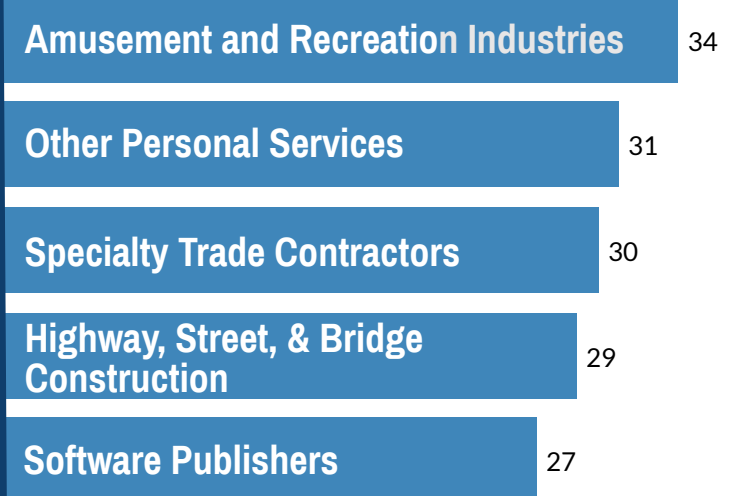 Amusement and Recreation Industries 34
Other Personal Services 31
Specialty Trade Contractors 30
Highway, Street, & Bridge
Construction 29
Software Publishers 27